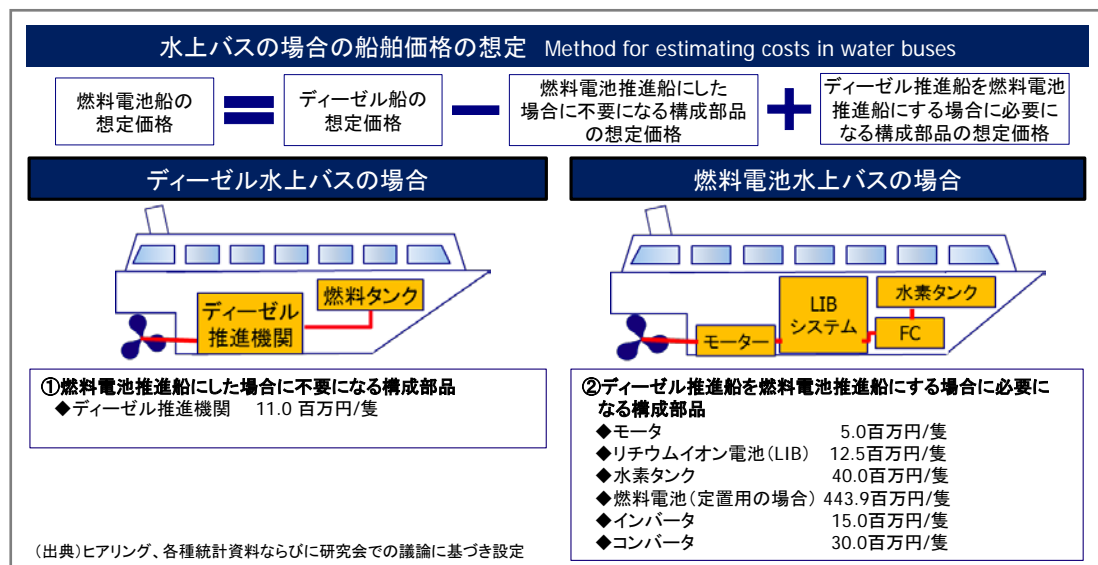 水上バスの場合の船舶価格の想定 Method for estimating costs in water buses
燃料電池船の
想定価格
=
ディーゼル船の
想定価格
−
燃料電池推進船にした
場合に不要になる構成部品
の想定価格
+
ディーゼル推進船を燃料電池
推進船にする場合に必要に
なる構成部品の想定価格
ディーゼル水上バスの場合
ディーゼル
推進機関
燃料タンク
①燃料電池推進船にした場合に不要になる構成部品
◆ディーゼル推進機関 11.0 百万円/隻
(出典)ヒアリング、各種統計資料ならびに研究会での議論に基づき設定
燃料電池水上バスの場合
モーター
LIB
システム
水素タンク
FC
②ディーゼル推進船を燃料電池推進船にする場合に必要に
なる構成部品
◆モータ 5.0百万円/隻
◆リチウムイオン電池(LIB) 12.5百万円/隻
◆水素タンク 40.0百万円/隻
◆燃料電池(定置用の場合) 443.9百万円/隻
◆インバータ 15.0百万円/隻
◆コンバータ 30.0百万円/隻